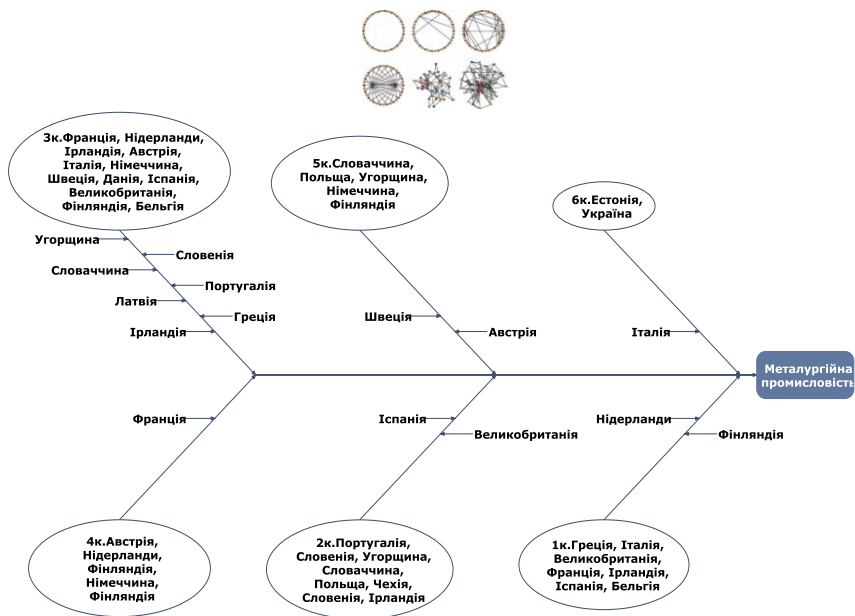 3к.Франція, Нідерланди,
Ірландія, Австрія,
Італія, Німеччина,
Швеція, Данія, Іспанія,
Великобританія,
Фінляндія, Бельгія
5к.Словаччина,
Польща, Угорщина,
Німеччина,
Фінляндія
6к.Естонія,
Україна
Угорщина
Словенія
Словаччина
Португалія
Латвія
Греція
Ірландія
Швеція
Австрія
Італія
Металургійна
промисловість
Франція
Іспанія
Великобританія
Нідерланди
Фінляндія
4к.Австрія,
Нідерланди,
Фінляндія,
Німеччина,
Фінляндія
2к.Португалія,
Словенія, Угорщина,
Словаччина,
Польща, Чехія,
Словенія, Ірландія
1к.Греція, Італія,
Великобританія,
Франція, Ірландія,
Іспанія, Бельгія